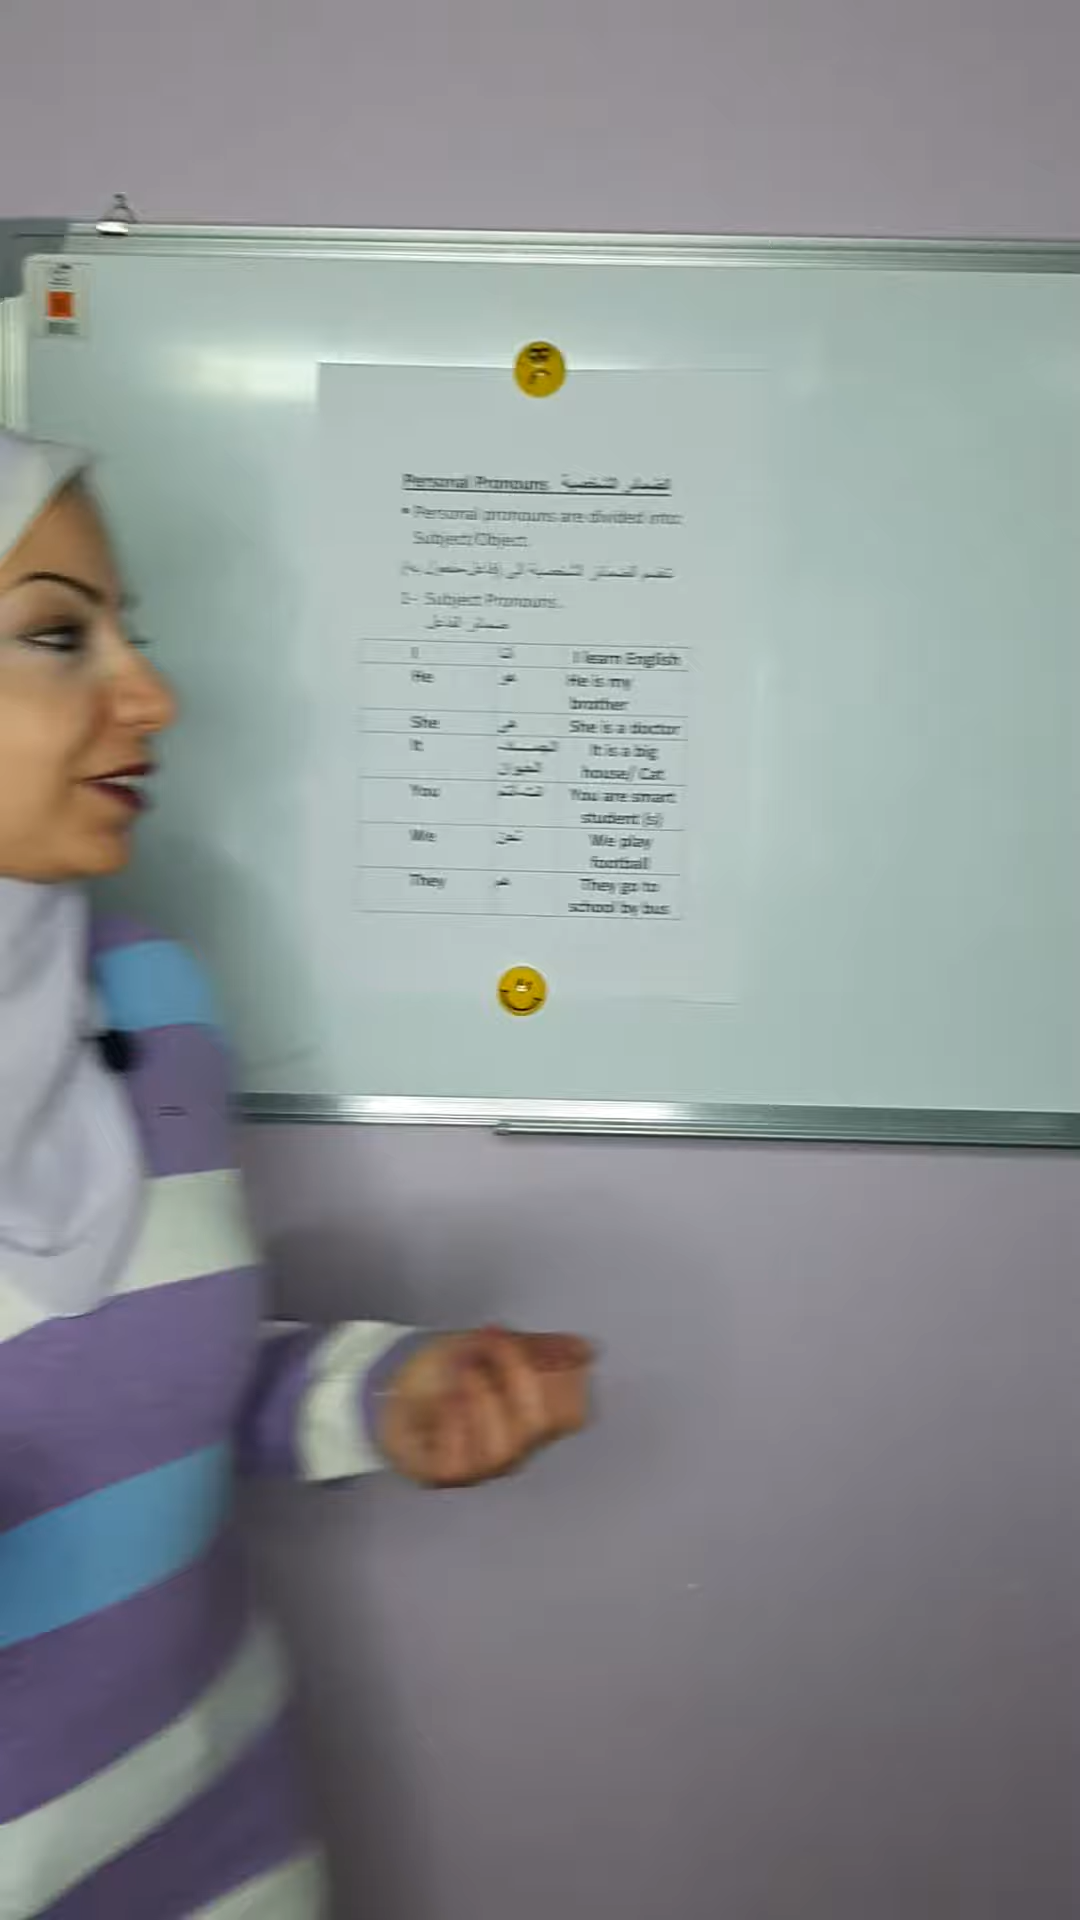 Personal Pronouns الضمائر الشخصية
• Personal pronouns are divided into:
Subject/Object.
تقسم الضمائر الشخصية الى (فاعل/مفعول به)
1- Subject Pronouns.
ضمائر الفاعل
I انا I learn English
He هو He is my
brother
She هي She is a doctor
It It is a big
house/ Cat
You You are smart
student (s)
We نحن We play
football
They هم They go to
school by bus